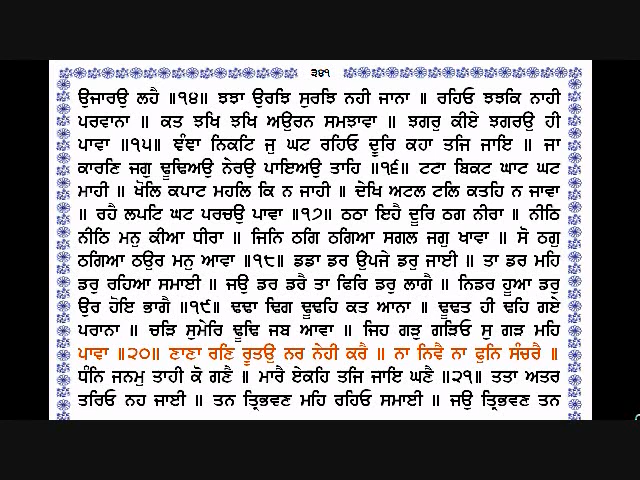 ੩੪੧
ਉਜਾਰਉ ਲਹੈ ॥੧੪॥ ਝਝਾ ਉਰਝਿ ਸੁਰਝਿ ਨਹੀ ਜਾਨਾ ॥ ਰਹਿਓ ਝਝਕਿ ਨਾਹੀ
ਪਰਵਾਨਾ ॥ ਕਤ ਝਖਿ ਝਖਿ ਅਉਰਨ ਸਮਝਾਵਾ ॥ ਝਗਰੁ ਕੀਏ ਝਗਰਉ ਹੀ
ਪਾਵਾ ॥੧੫॥ ਞੰਞਾ ਨਿਕਟਿ ਜੁ ਘਟ ਰਹਿਓ ਦੂਰਿ ਕਹਾ ਤਜਿ ਜਾਇ ॥ ਜਾ
ਕਾਰਣਿ ਜਗੁ ਢੂਢਿਅਉ ਨੇਰਉ ਪਾਇਅਉ ਤਾਹਿ ॥੧੬॥ ਟਟਾ ਬਿਕਟ ਘਾਟ ਘਟ
ਮਾਹੀ ॥ ਖੋਲਿ ਕਪਾਟ ਮਹਲਿ ਕਿ ਨ ਜਾਹੀ ॥ ਦੇਖਿ ਅਟਲ ਟਲਿ ਕਤਹਿ ਨ ਜਾਵਾ
॥ ਰਹੈ ਲਪਟਿ ਘਟ ਪਰਚਉ ਪਾਵਾ ॥੧੭॥ ਠਠਾ ਇਹੈ ਦੂਰਿ ਠਗ ਨੀਰਾ ॥ ਨੀਠਿ
ਨੀਠਿ ਮਨੁ ਕੀਆ ਧੀਰਾ ॥ ਜਿਨਿ ਠਗਿ ਠਗਿਆ ਸਗਲ ਜਗੁ ਖਾਵਾ ॥ ਸੋ ਠਗੁ
ਠਗਿਆ ਠਉਰ ਮਨੁ ਆਵਾ ॥੧੮॥ ਡਡਾ ਡਰ ਉਪਜੇ ਡਰੁ ਜਾਈ ॥ ਤਾ ਡਰ ਮਹਿ
ਡਰੁ ਰਹਿਆ ਸਮਾਈ ॥ ਜਉ ਡਰ ਡਰੈ ਤਾ ਫਿਰਿ ਡਰੁ ਲਾਗੈ ॥ ਨਿਡਰ ਹੂਆ ਡਰੁ
ਉਰ ਹੋਇ ਭਾਗੈ ॥੧੯॥ ਢਢਾ ਢਿਗ ਢੂਢਹਿ ਕਤ ਆਨਾ ॥ ਢੂਢਤ ਹੀ ਢਹਿ ਗਏ
ਪਰਾਨਾ ॥ ਚੜਿ ਸੁਮੇਰਿ ਢੂਢਿ ਜਬ ਆਵਾ ॥ ਜਿਹ ਗੜੁ ਗੜਿਓ ਸੁ ਗੜ ਮਹਿ
ਪਾਵਾ ॥੨੦॥ ਣਾਣਾ ਰਣਿ ਰੂਤਉ ਨਰ ਨੇਹੀ ਕਰੈ ॥ ਨਾ ਨਿਵੈ ਨਾ ਫੁਨਿ ਸੰਚਰੈ ॥
ਧੰਨਿ ਜਨਮੁ ਤਾਹੀ ਕੋ ਗਣੈ ॥ ਮਾਰੈ ਏਕਹਿ ਤਜਿ ਜਾਇ ਘਣੈ ॥੨੧॥ ਤਤਾ ਅਤਰ
ਤਰਿਓ ਨਹ ਜਾਈ ॥ ਤਨ ਤ੍ਰਿਭਵਣ ਮਹਿ ਰਹਿਓ ਸਮਾਈ ॥ ਜਉ ਤ੍ਰਿਭਵਣ ਤਨ